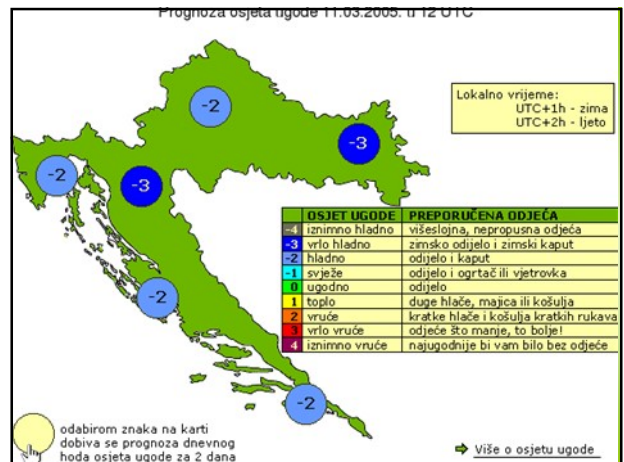 Prognoza osjeta ugode 11.03.2005. u 12 UTC
-2
Lokalno vrijeme:
UTC+1h - zima
UTC+2h - ljeto
-3
-2
-3
OSJET UGODE PREPORUČENA ODJEĆA
-4 iznimno hladno višeslojna, nepropusna odjeća
-3 vrlo hladno zimsko odijelo i zimski kaput
-2 hladno odijelo i kaput
-1 svježe odijelo i ogrtač ili vjetrovka
0 ugodno odijelo
1 toplo duge hlače, majica ili košulja
2 vruće kratke hlače i košulja kratkih rukava
3 vrlo vruće odjeće što manje, to bolje!
4 iznimno vruće najugodnije bi vam bilo bez odjeće
-2
-2
odabirom znaka na karti
dobiva se prognoza dnevnog
hoda osjeta ugode za 2 dana
Više o osjetu ugode